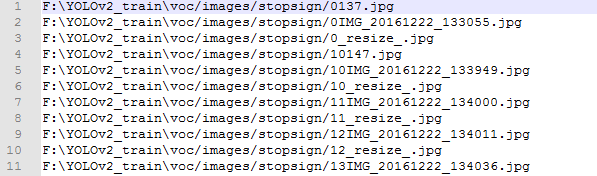 1 F:\YOLOv2_train\voc/images/stopsign/0137.jpg
2 F:\YOLOv2_train\voc/images/stopsign/0IMG_20161222_133055.jpg
3 F:\YOLOv2_train\voc/images/stopsign/0_resize_.jpg
4 F:\YOLOv2_train\voc/images/stopsign/10147.jpg
5 F:\YOLOv2_train\voc/images/stopsign/10IMG_20161222_133949.jpg
6 F:\YOLOv2_train\voc/images/stopsign/10_resize_.jpg
7 F:\YOLOv2_train\voc/images/stopsign/11IMG_20161222_134000.jpg
8 F:\YOLOv2_train\voc/images/stopsign/11_resize_.jpg
9 F:\YOLOv2_train\voc/images/stopsign/12IMG_20161222_134011.jpg
10 F:\YOLOv2_train\voc/images/stopsign/12_resize_.jpg
11 F:\YOLOv2_train\voc/images/stopsign/13IMG_20161222_134036.jpg